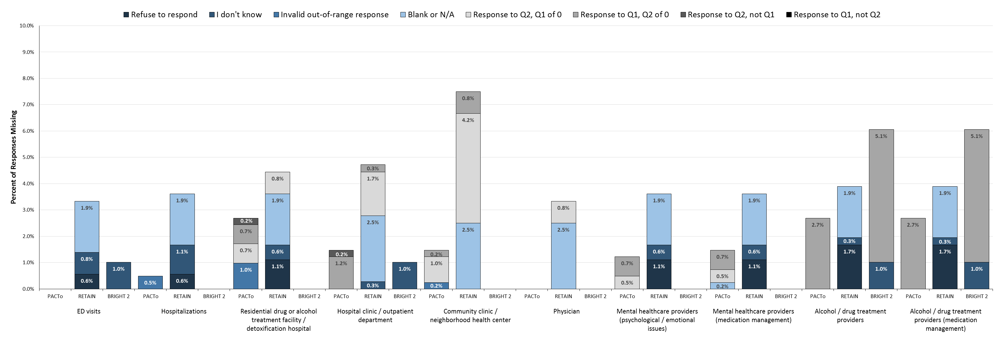 Refuse to respond I don't know Invalid out-of-range response Blank or N/A Response to Q2, Q1 of 0 Response to Q1, Q2 of 0 Response to Q2, not Q1 Response to Q1, not Q2
Percent of Responses Missing
10.0%
9.0%
8.0%
7.0%
6.0%
5.0%
4.0%
3.0%
2.0%
1.0%
0.0%
1.9%
0.8%
0.6%
1.0%
0.5%
1.9%
1.1%
0.6%
0.2%
0.7%
0.7%
1.0%
0.8%
1.9%
0.6%
1.1%
0.2%
1.2%
0.3%
1.7%
2.5%
0.3%
1.0%
0.2%
1.0%
0.2%
0.8%
4.2%
2.5%
0.8%
2.5%
0.7%
0.5%
1.9%
0.6%
1.1%
0.7%
0.5%
0.2%
1.9%
0.6%
1.1%
2.7%
1.9%
0.3%
1.7%
5.1%
1.0%
2.7%
1.9%
0.3%
1.7%
5.1%
1.0%
PACTo RETAIN BRIGHT 2 PACTo RETAIN BRIGHT 2 PACTo RETAIN BRIGHT 2 PACTo RETAIN BRIGHT 2 PACTo RETAIN BRIGHT 2 PACTo RETAIN BRIGHT 2 PACTo RETAIN BRIGHT 2 PACTo RETAIN BRIGHT 2 PACTo RETAIN BRIGHT 2 PACTo RETAIN BRIGHT 2
ED visits
Hospitalizations
Residential drug or alcohol
treatment facility /
detoxification hospital
Hospital clinic / outpatient
department
Community clinic /
neighborhood health center
Physician
Mental healthcare providers
(psychological / emotional
issues)
Mental healthcare providers
(medication management)
Alcohol / drug treatment
providers
Alcohol / drug treatment
providers (medication
management)